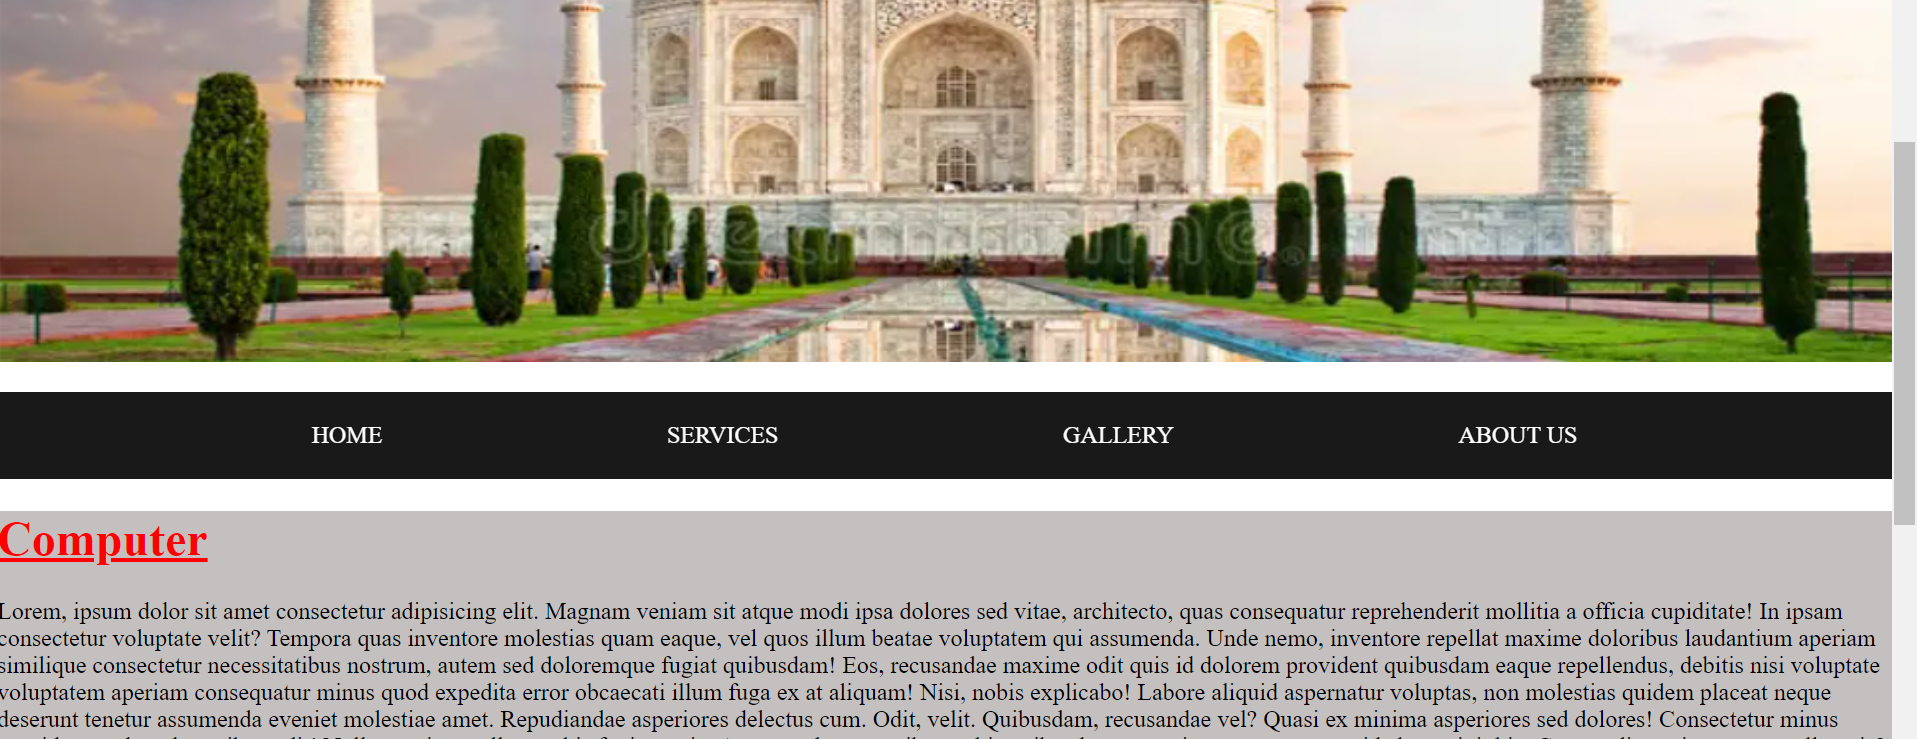 dreamstime®
HOME SERVICES GALLERY ABOUT US
Computer
Lorem, ipsum dolor sit amet consectetur adipisicing elit. Magnam veniam sit atque modi ipsa dolores sed vitae, architecto, quas consequatur reprehenderit mollitia a officia cupiditate! In ipsam
consectetur voluptate velit? Tempora quas inventore molestias quam eaque, vel quos illum beatae voluptatem qui assumenda. Unde nemo, inventore repellat maxime doloribus laudantium aperiam
similique consectetur necessitatibus nostrum, autem sed doloremque fugiat quibusdam! Eos, recusandae maxime odit quis id dolorem provident quibusdam eaque repellendus, debitis nisi voluptate
voluptatem aperiam consequatur minus quod expedita error obcaecati illum fuga ex at aliquam! Nisi, nobis explicabo! Labore aliquid aspernatur voluptas, non molestias quidem placeat neque
deserunt tenetur assumenda eveniet molestiae amet. Repudiandae asperiores delectus cum. Odit, velit. Quibusdam, recusandae vel? Quasi ex minima asperiores sed dolores! Consectetur minus